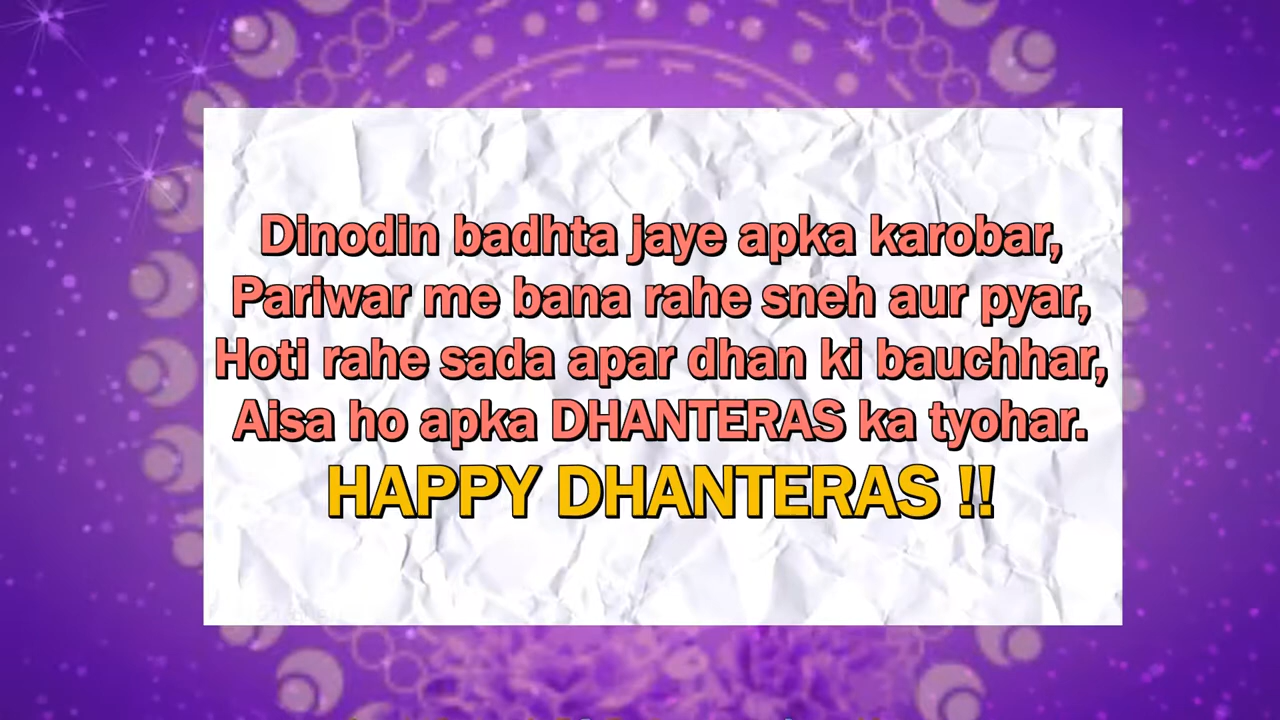 Dinodin badhta jaye apka karobar,
Pariwar me bana rahe sneh aur pyar,
Hoti rahe sada apar dhan ki bauchhar,
Aisa ho apka DHANTERAS ka tyohar.
HAPPY DHANTERAS !!